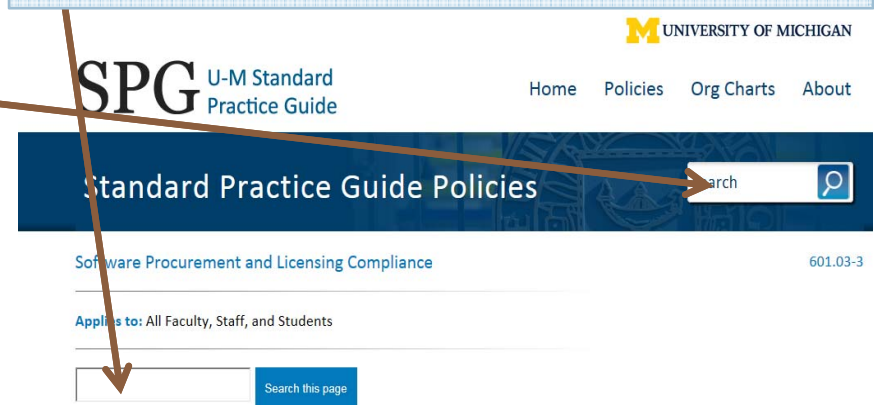 UNIVERSITY OF MICHIGAN
SPG U-M Standard
Practice Guide
Home Policies Org Charts About
Standard Practice Guide Policies
Search
Software Procurement and Licensing Compliance 601.03-3
Applies to: All Faculty, Staff, and Students
Search this page